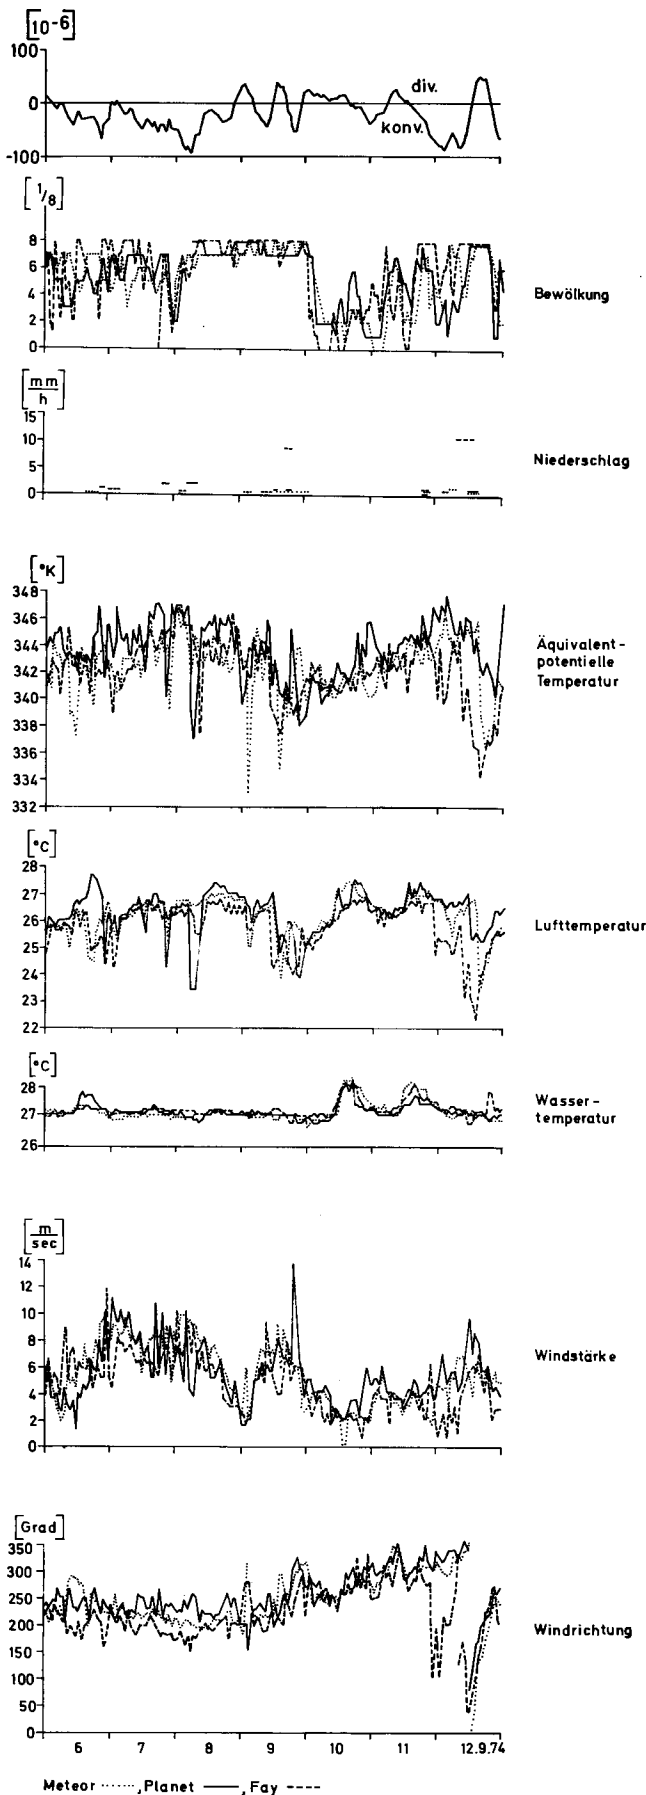 [10⁻⁶]
100
0
-100
div.
konv.
[1/8]
8
6
4
2
0
Bewölkung
[mm/h]
15
10
5
0
Niederschlag
[°K]
348
346
344
342
340
338
336
334
332
Äquivalent-
potentielle
Temperatur
[°C]
28
27
26
25
24
23
22
Lufttemperatur
[°C]
28
27
26
Wasser-
temperatur
[m/sec]
14
12
10
8
6
4
2
0
Windstärke
[Grad]
350
300
250
200
150
100
50
0
Windrichtung
6 7 8 9 10 11 12.9.74
Meteor ······, Planet ——, Fay ----